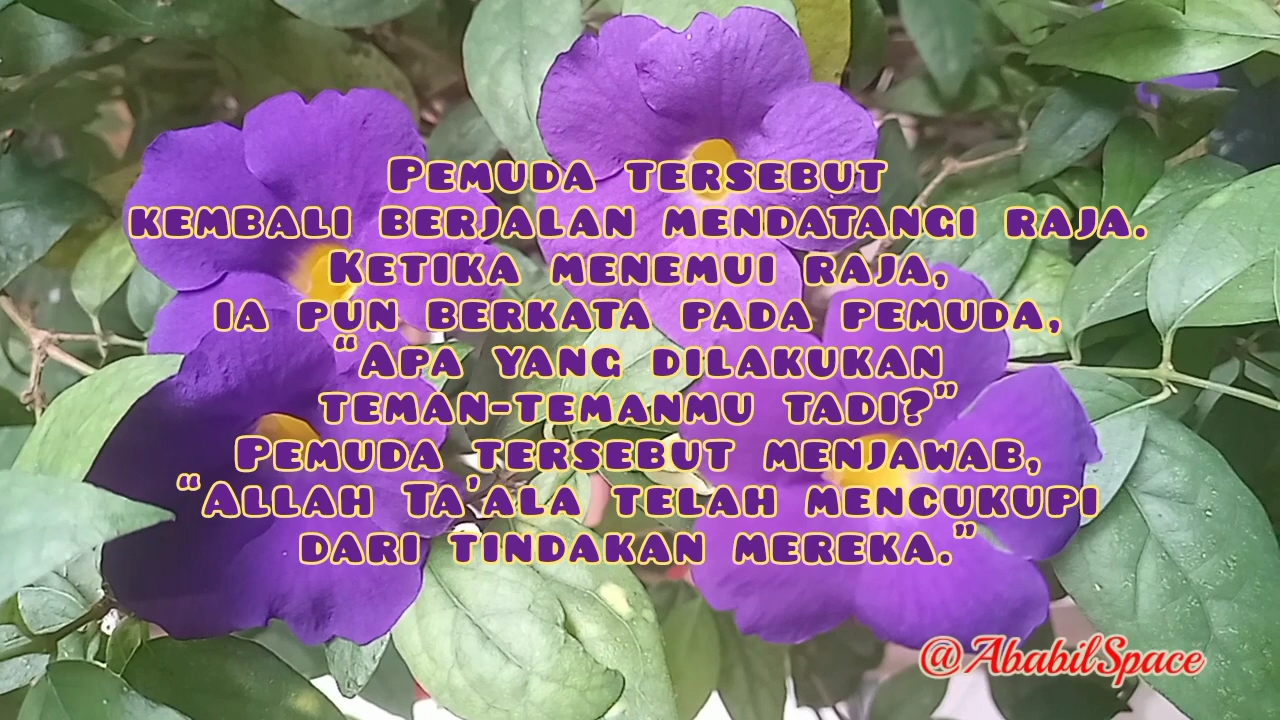 Pemuda tersebut
kembali berjalan mendatangi raja.
Ketika menemui raja,
ia pun berkata pada pemuda,
“Apa yang dilakukan
teman-temanmu tadi?”
Pemuda tersebut menjawab,
“Allah Ta’ala telah mencukupi
dari tindakan mereka.”
@AbabilSpace